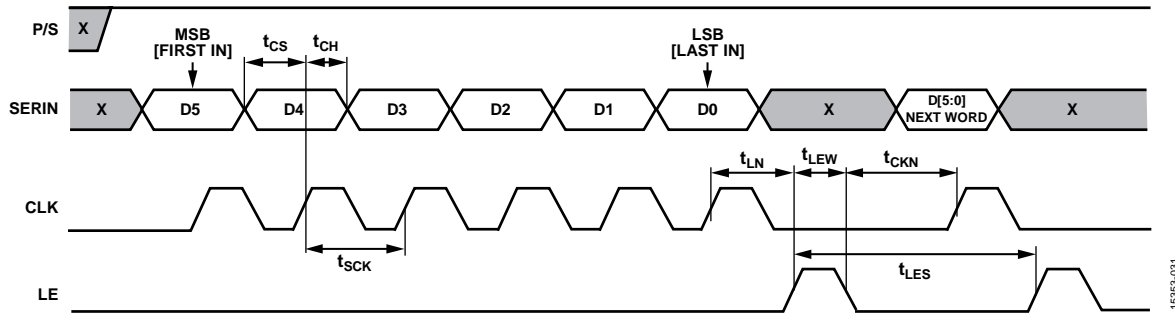 P/S X
MSB
[FIRST IN]
tCS
tCH
LSB
[LAST IN]
SERIN X D5 D4 D3 D2 D1 D0 X D[5:0]
NEXT WORD X
tLN tLEW tCKN
CLK
tSCK
tLES
LE
15353-031